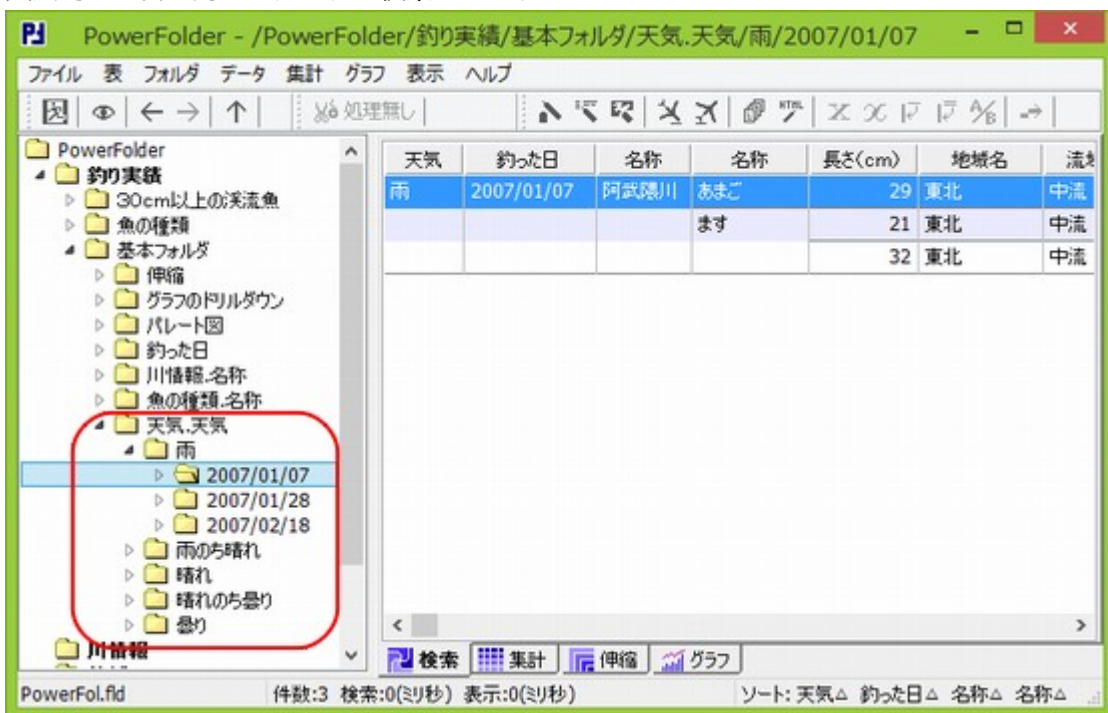 PowerFolder - /PowerFolder/釣り実績/基本フォルダ/天気.天気/雨/2007/01/07
ファイル 表 フォルダ データ 集計 グラフ 表示 ヘルプ
処理無し
PowerFolder
釣り実績
30cm以上の渓流魚
魚の種類
基本フォルダ
伸縮
グラフのドリルダウン
パレート図
釣った日
川情報.名称
魚の種類.名称
天気.天気
雨
2007/01/07
2007/01/28
2007/02/18
雨のち晴れ
晴れ
晴れのち曇り
曇り
川情報
天気 釣った日 名称 名称 長さ(cm) 地域名
雨 2007/01/07 阿武隈川 あまご 29 東北 中流
ます 21 東北 中流
32 東北 中流
検索 集計 伸縮 グラフ
PowerFol.fld 件数:3 検索:0(ミリ秒) 表示:0(ミリ秒) ソート: 天気△ 釣った日△ 名称△ 名称△